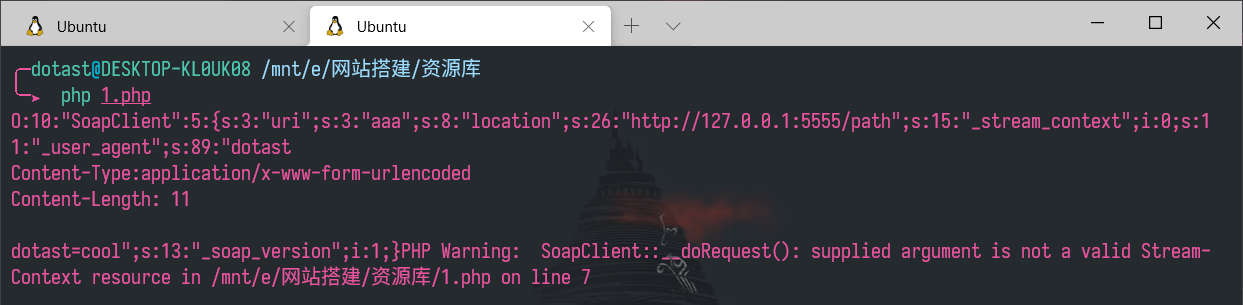 Ubuntu
Ubuntu
dotast@DESKTOP-KL0UK08 /mnt/e/网站搭建/资源库
php 1.php
O:10:"SoapClient":5:{s:3:"uri";s:3:"aaa";s:8:"location";s:26:"http://127.0.0.1:5555/path";s:15:"_stream_context";i:0;s:1
1:"_user_agent";s:89:"dotast
Content-Type:application/x-www-form-urlencoded
Content-Length: 11
dotast=cool";s:13:"_soap_version";i:1;}PHP Warning:  SoapClient::__doRequest(): supplied argument is not a valid Stream-
Context resource in /mnt/e/网站搭建/资源库/1.php on line 7